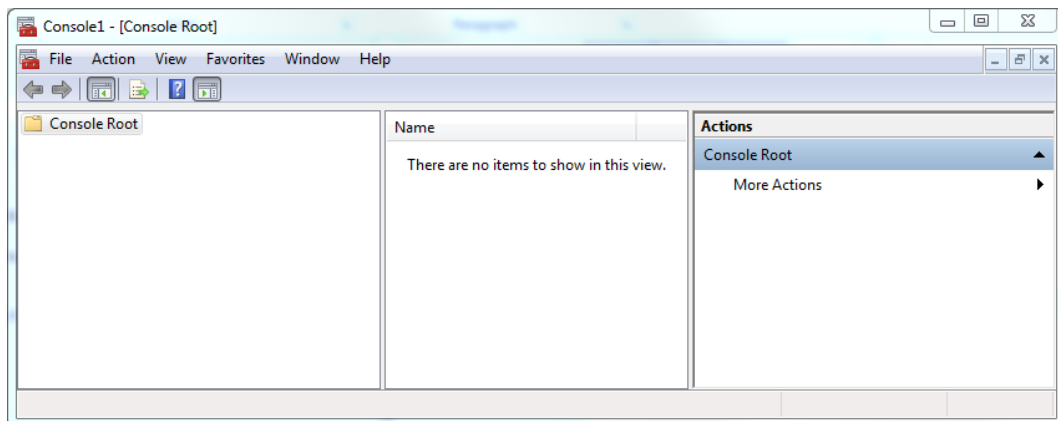 Console1 - [Console Root]
File Action View Favorites Window Help
Console Root
Name
There are no items to show in this view.
Actions
Console Root
More Actions